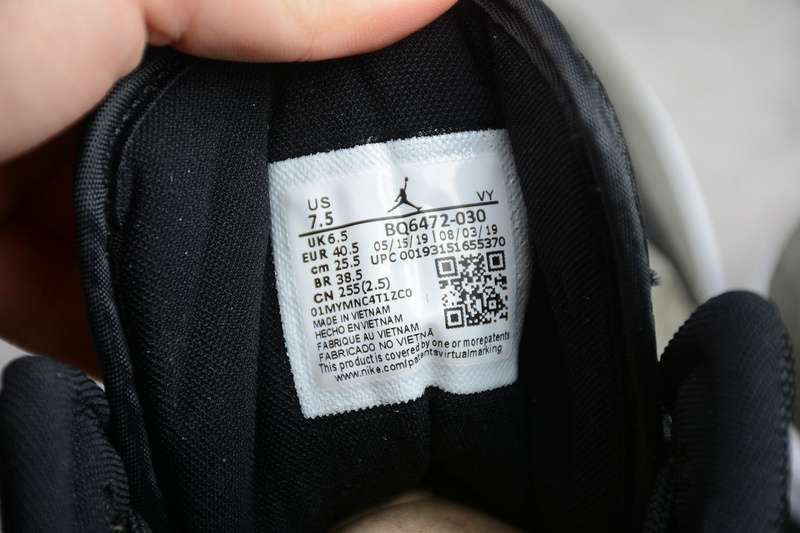 US VY
7.5 BQ6472-030
UK 6.5 05/15/19 | 08/03/19
EUR 40.5 UPC 00193151655370
cm 25.5
BR 38.5
CN 255(2.5)
01MYMNC4T1ZC0
MADE IN VIETNAM
HECHO EN VIETNAM
FABRIQUE AU VIETNAM
FABRICADO NO VIETNÃ
This product is covered by one or more patents
www.nike.com/patents virtualmarking